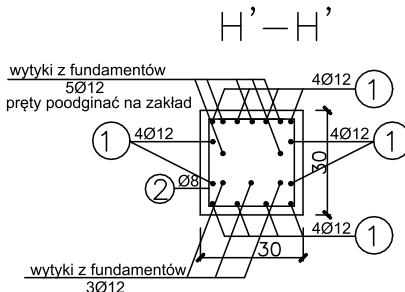 H'-H'
wytyki z fundamentów
5Ø12
pręty poodginać na zakład
4Ø12
1
1
4Ø12
4Ø12
1
30
2
Ø8
4Ø12
1
30
wytyki z fundamentów
3Ø12